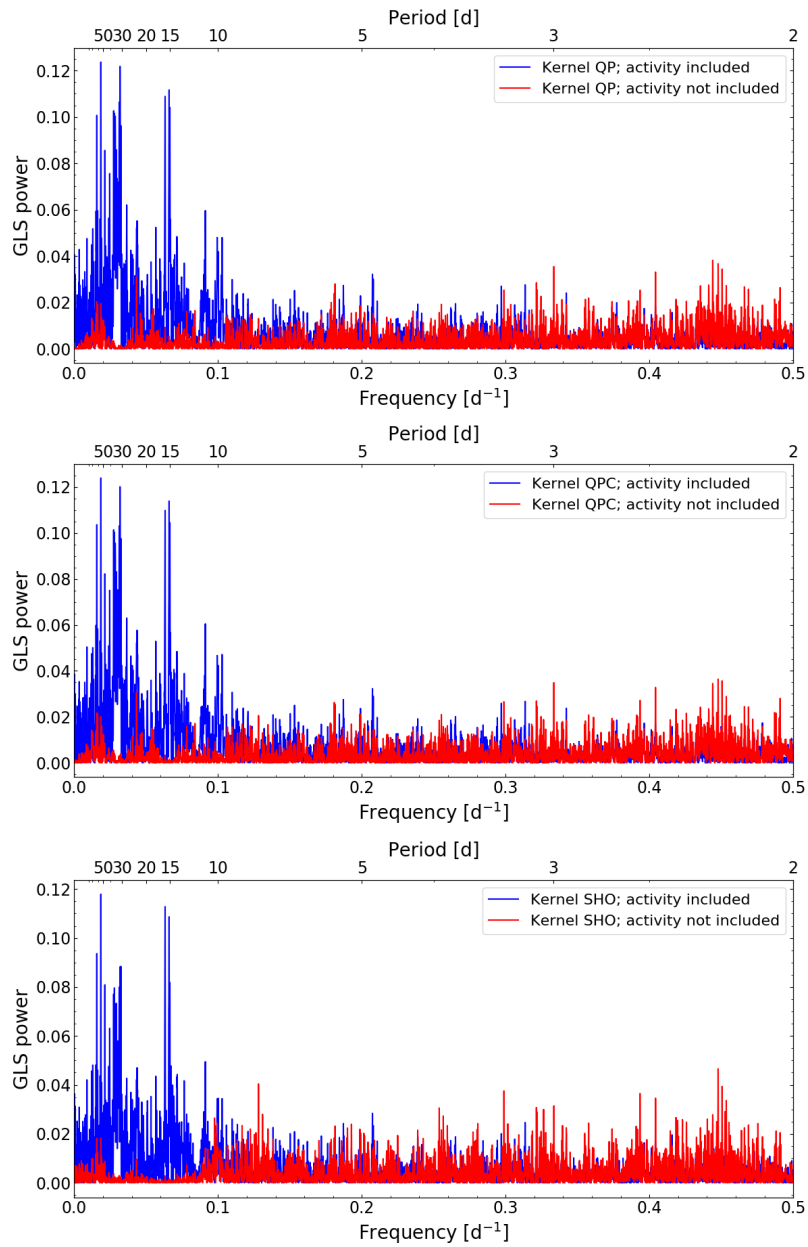 Period [d]
50 30 20 15 10 5 3 2
0.12
Kernel QP; activity included
Kernel QP; activity not included
0.10
0.08
GLS power
0.06
0.04
0.02
0.00
0.0 0.1 0.2 0.3 0.4 0.5
Frequency [d⁻¹]
Period [d]
50 30 20 15 10 5 3 2
0.12
Kernel QPC; activity included
Kernel QPC; activity not included
0.10
0.08
GLS power
0.06
0.04
0.02
0.00
0.0 0.1 0.2 0.3 0.4 0.5
Frequency [d⁻¹]
Period [d]
50 30 20 15 10 5 3 2
0.12
Kernel SHO; activity included
Kernel SHO; activity not included
0.10
0.08
GLS power
0.06
0.04
0.02
0.00
0.0 0.1 0.2 0.3 0.4 0.5
Frequency [d⁻¹]